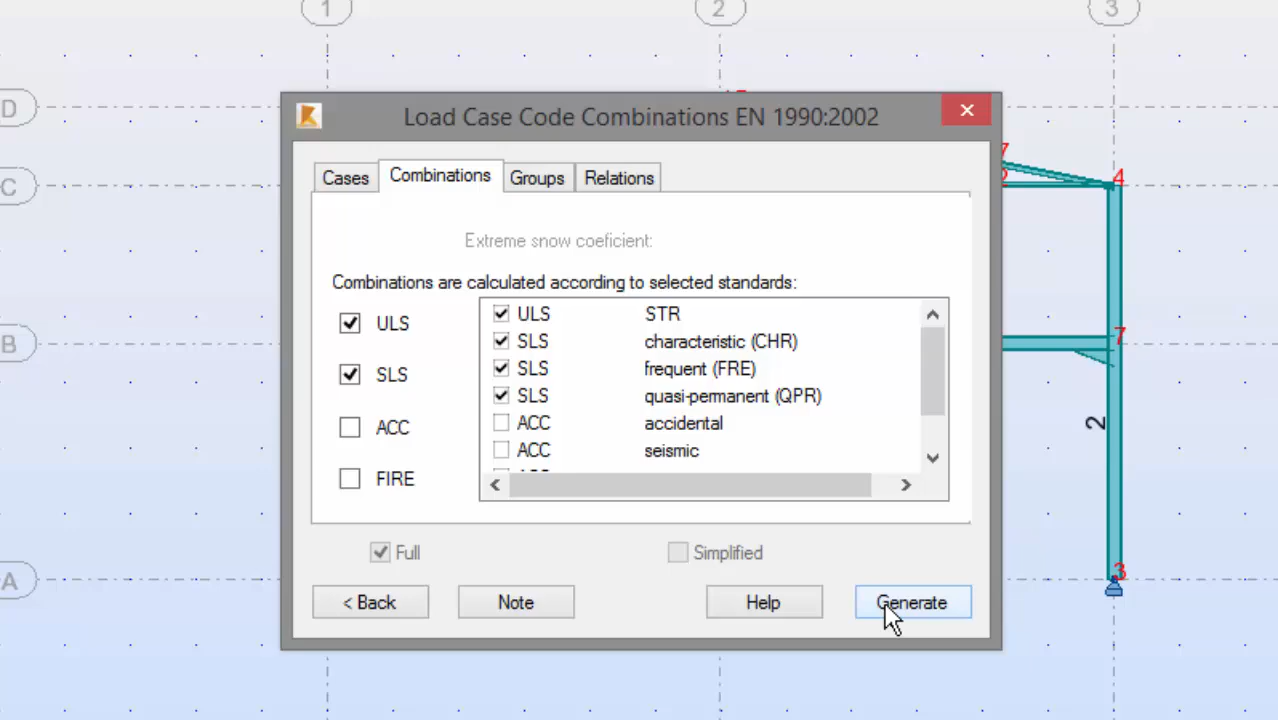 1 2 3
D
Load Case Code Combinations EN 1990:2002
Cases Combinations Groups Relations
7
4
C
Extreme snow coeficient:
Combinations are calculated according to selected standards:
ULS
SLS
ACC
FIRE
ULS STR
SLS characteristic (CHR)
SLS frequent (FRE)
SLS quasi-permanent (QPR)
ACC accidental
ACC seismic
B
7
2
Full Simplified
A
3
< Back Note Help Generate